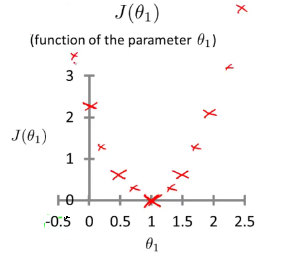 J(θ₁)
(function of the parameter θ₁)
3
2
J(θ₁)
1
0
-0.5 0 0.5 1 1.5 2 2.5
θ₁